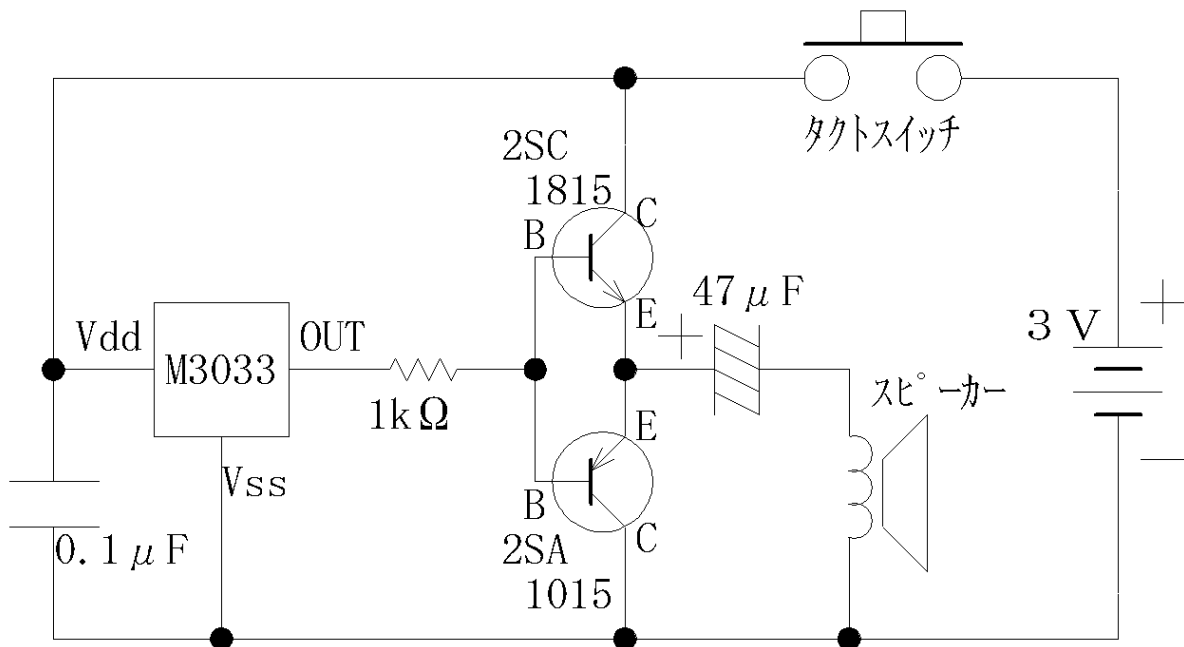 タクトスイッチ
2SC
1815
C
B
E
47μF
+
3V
+
Vdd
M3033
OUT
1kΩ
スピーカー
Vss
E
B
C
−
0.1μF
2SA
1015